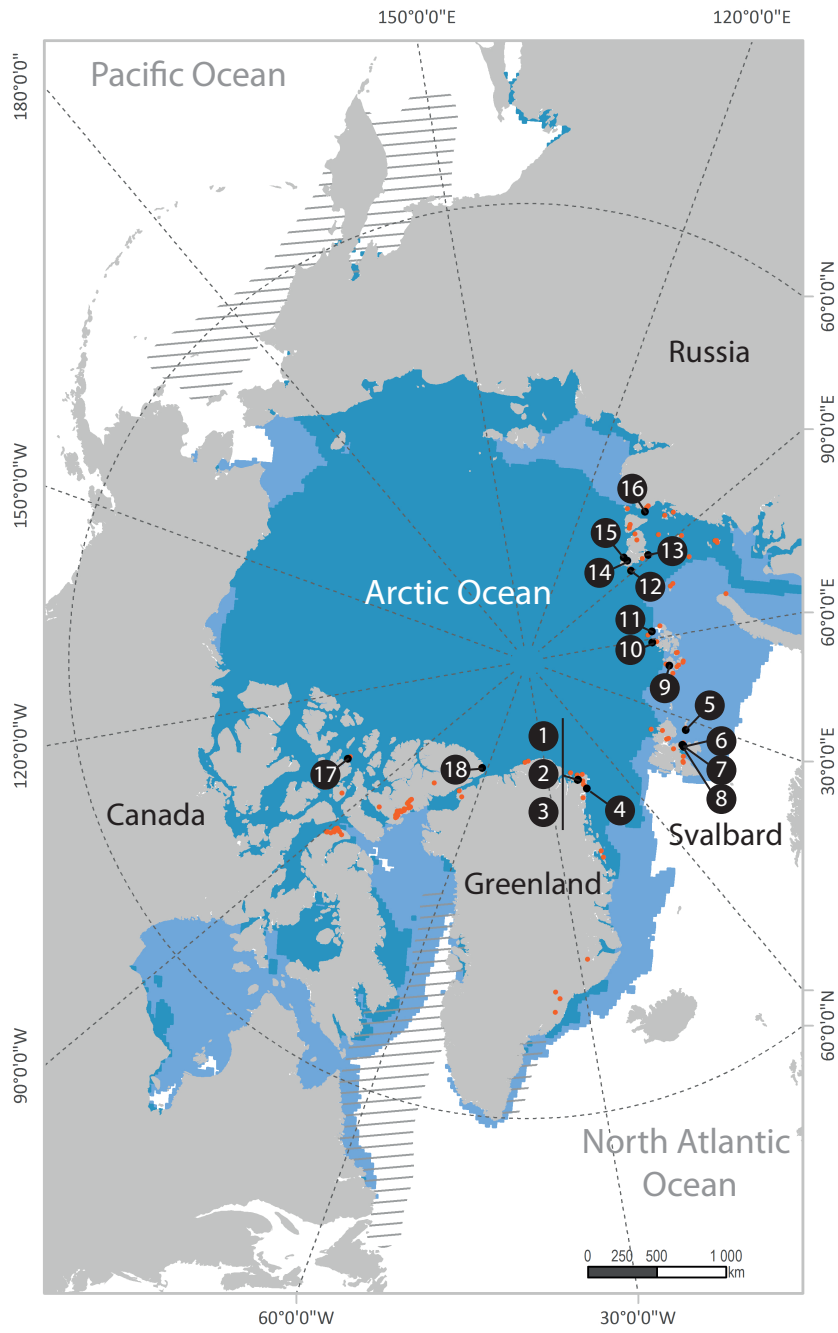 150°0'0"E
120°0'0"E
180°0'0"
Pacific Ocean
60°0'0"N
Russia
90°0'0"E
150°0'0"W
16
15
13
14
12
Arctic Ocean
11
10
60°0'0"E
9
5
1
6
120°0'0"W
17
18
2
7
30°0'0"E
8
3
4
Canada
Svalbard
Greenland
60°0'0"N
90°0'0"W
North Atlantic
Ocean
0 250 500 1 000
km
60°0'0"W
30°0'0"W